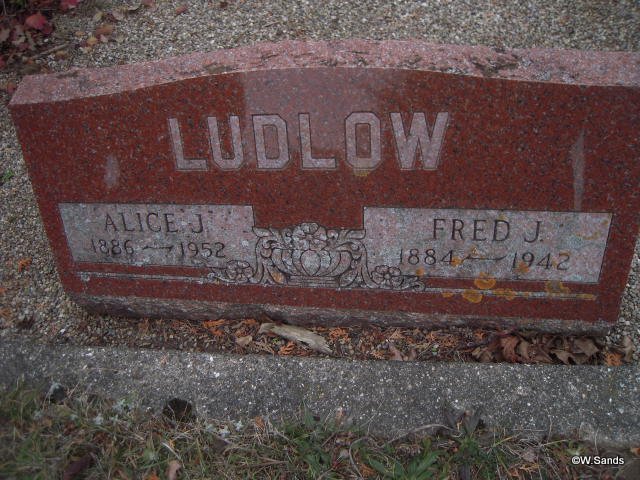 LUDLOW
ALICE J.
1886 — 1952
FRED J.
1884 — 1942
©W.Sands